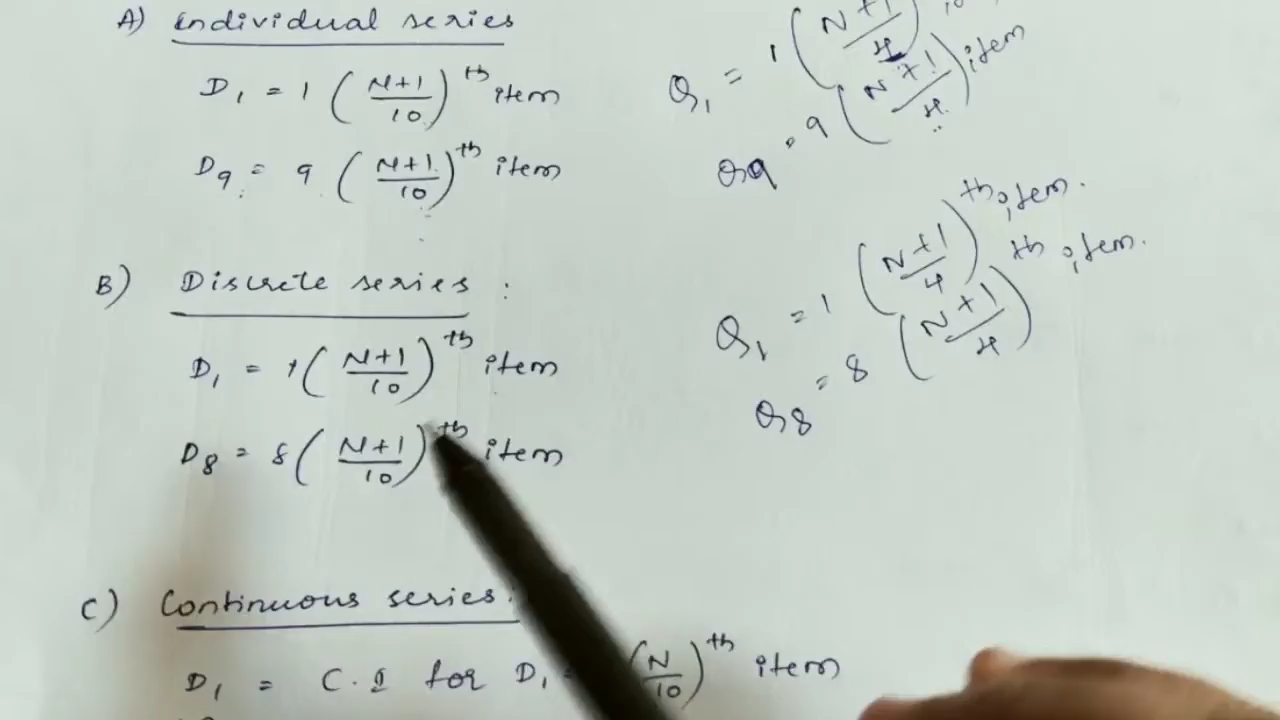 A) Individual series
D₁ = 1 (N+1/10)th item
D₉ = 9 (N+1/10)th item
B) Discrete series :
D₁ = 1 (N+1/10)th item
D₈ = 8 (N+1/10)th item
C) Continuous series :
D₁ = C.I for D₁ (N/10)th item
Q₁ = 1 (N+1/4)
Q9 = 9 (N+1/4) item
Q₁ = 1 (N+1/4)th item.
Q8 = 8 (N+1/4)th item.